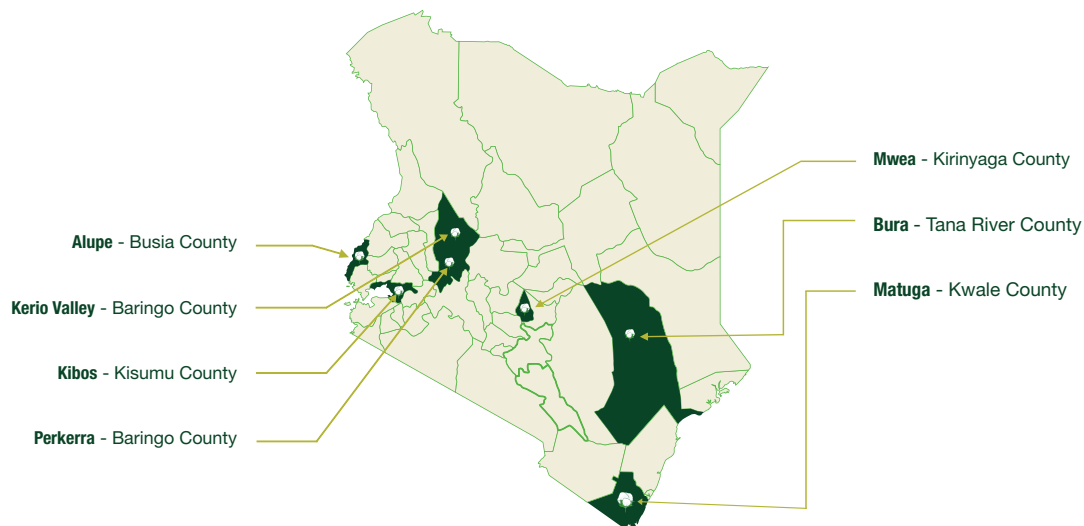 Alupe - Busia County
Kerio Valley - Baringo County
Kibos - Kisumu County
Perkerra - Baringo County
Mwea - Kirinyaga County
Bura - Tana River County
Matuga - Kwale County